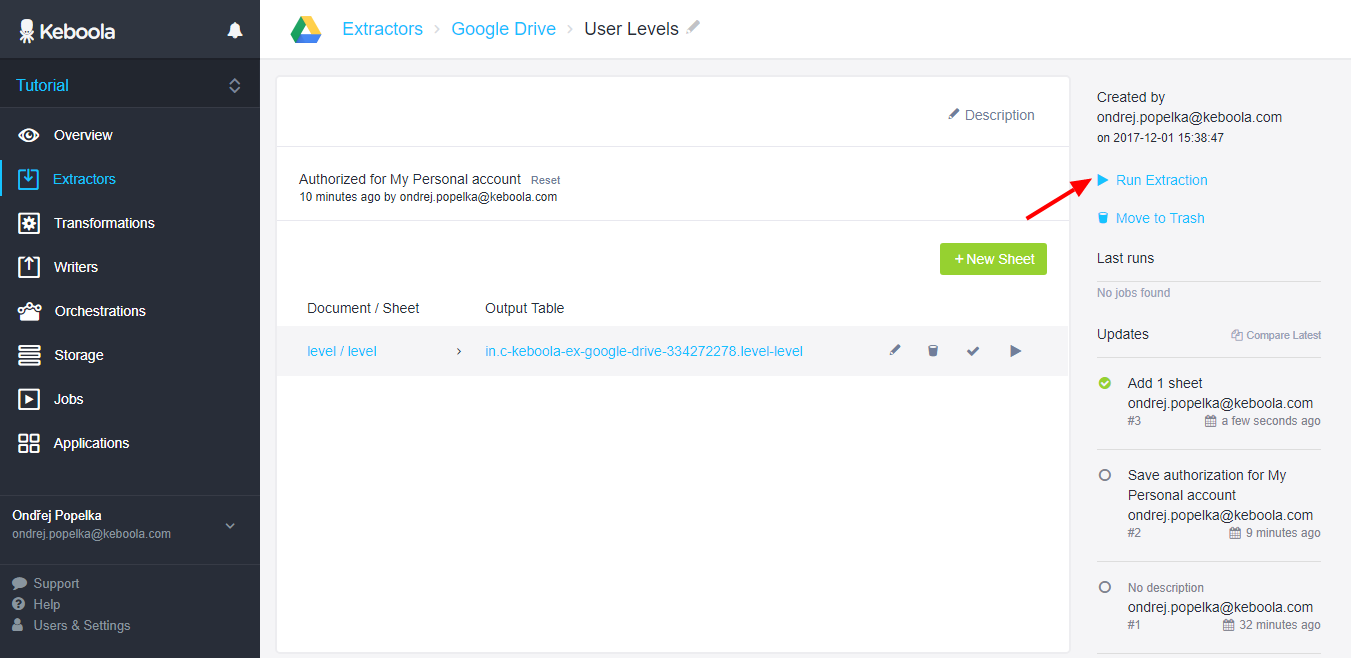 Keboola
Tutorial
Overview
Extractors
Transformations
Writers
Orchestrations
Storage
Jobs
Applications
Ondřej Popelka
ondrej.popelka@keboola.com
Support
Help
Users & Settings
Extractors › Google Drive › User Levels
Description
Authorized for My Personal account Reset
10 minutes ago by ondrej.popelka@keboola.com
+ New Sheet
Document / Sheet Output Table
level / level › in.c-keboola-ex-google-drive-334272278.level-level
Created by
ondrej.popelka@keboola.com
on 2017-12-01 15:38:47
Run Extraction
Move to Trash
Last runs
No jobs found
Updates Compare Latest
Add 1 sheet
ondrej.popelka@keboola.com
#3 a few seconds ago
Save authorization for My
Personal account
ondrej.popelka@keboola.com
#2 9 minutes ago
No description
ondrej.popelka@keboola.com
#1 32 minutes ago